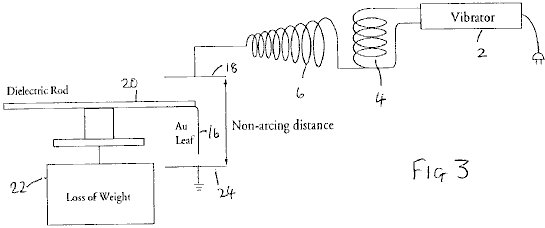 Vibrator
2
4
6
18
Dielectric Rod
20
Au
Leaf
16
Non-arcing distance
22
Loss of Weight
24
FIG 3